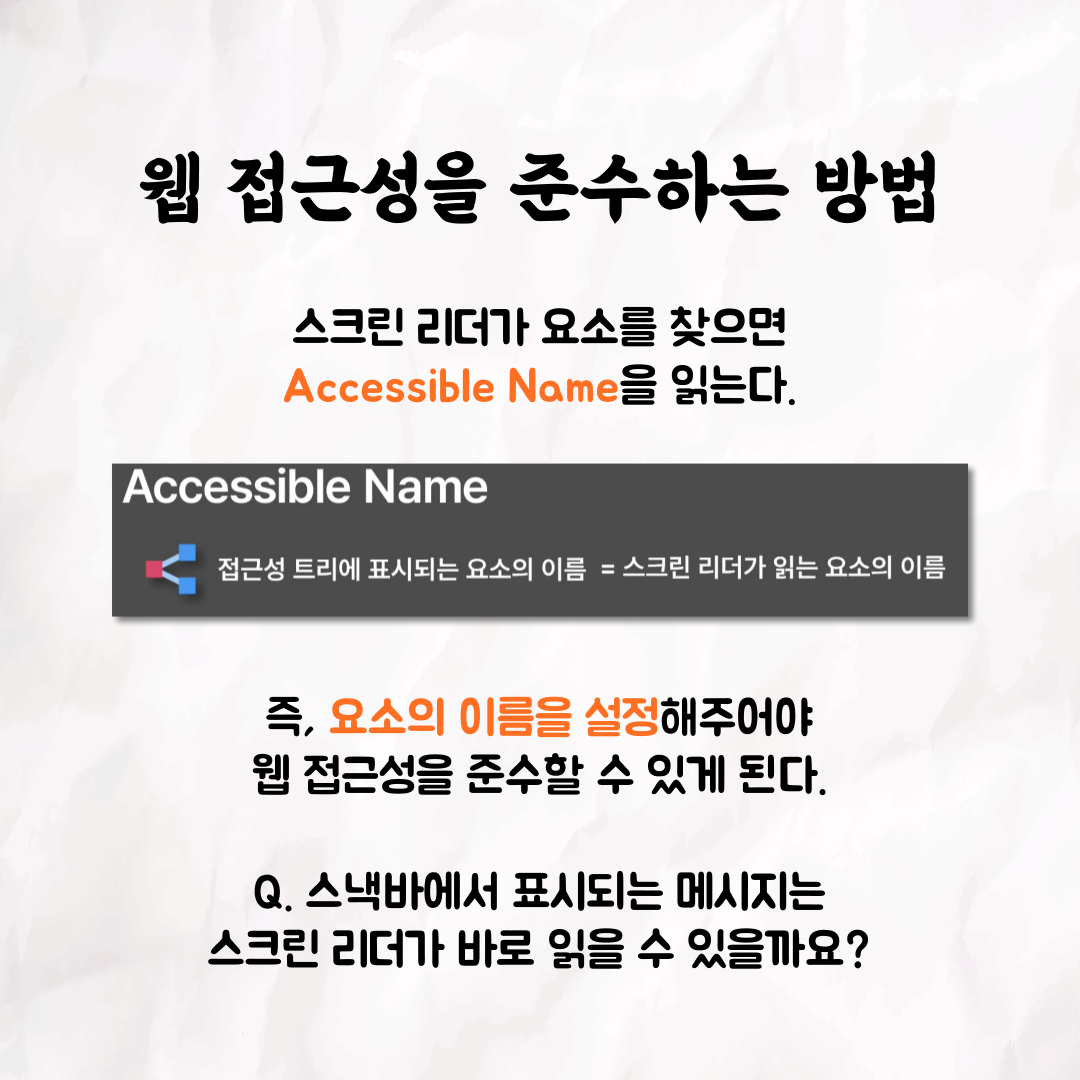 웹 접근성을 준수하는 방법
스크린 리더가 요소를 찾으면
Accessible Name을 읽는다.
Accessible Name
접근성 트리에 표시되는 요소의 이름 = 스크린 리더가 읽는 요소의 이름
즉, 요소의 이름을 설정해주어야
웹 접근성을 준수할 수 있게 된다.
Q. 스낵바에서 표시되는 메시지는
스크린 리더가 바로 읽을 수 있을까요?